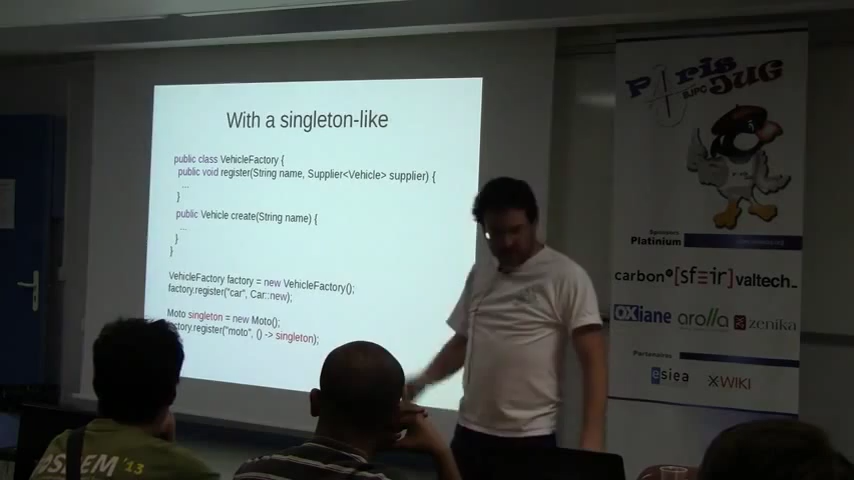 With a singleton-like
public class VehicleFactory {
public void register(String name, Supplier<Vehicle> supplier) {
...
}
public Vehicle create(String name) {
...
}
}
VehicleFactory factory = new VehicleFactory();
factory.register("car", Car::new);
Moto singleton = new Moto();
tory.register("moto", () -> singleton);
Paris
JUG
Sponsors
Platinium
carbon
[sfeir]
valtech_
OXiane
arolla
zenika
Partenaires
esiea
XWIKI
'13